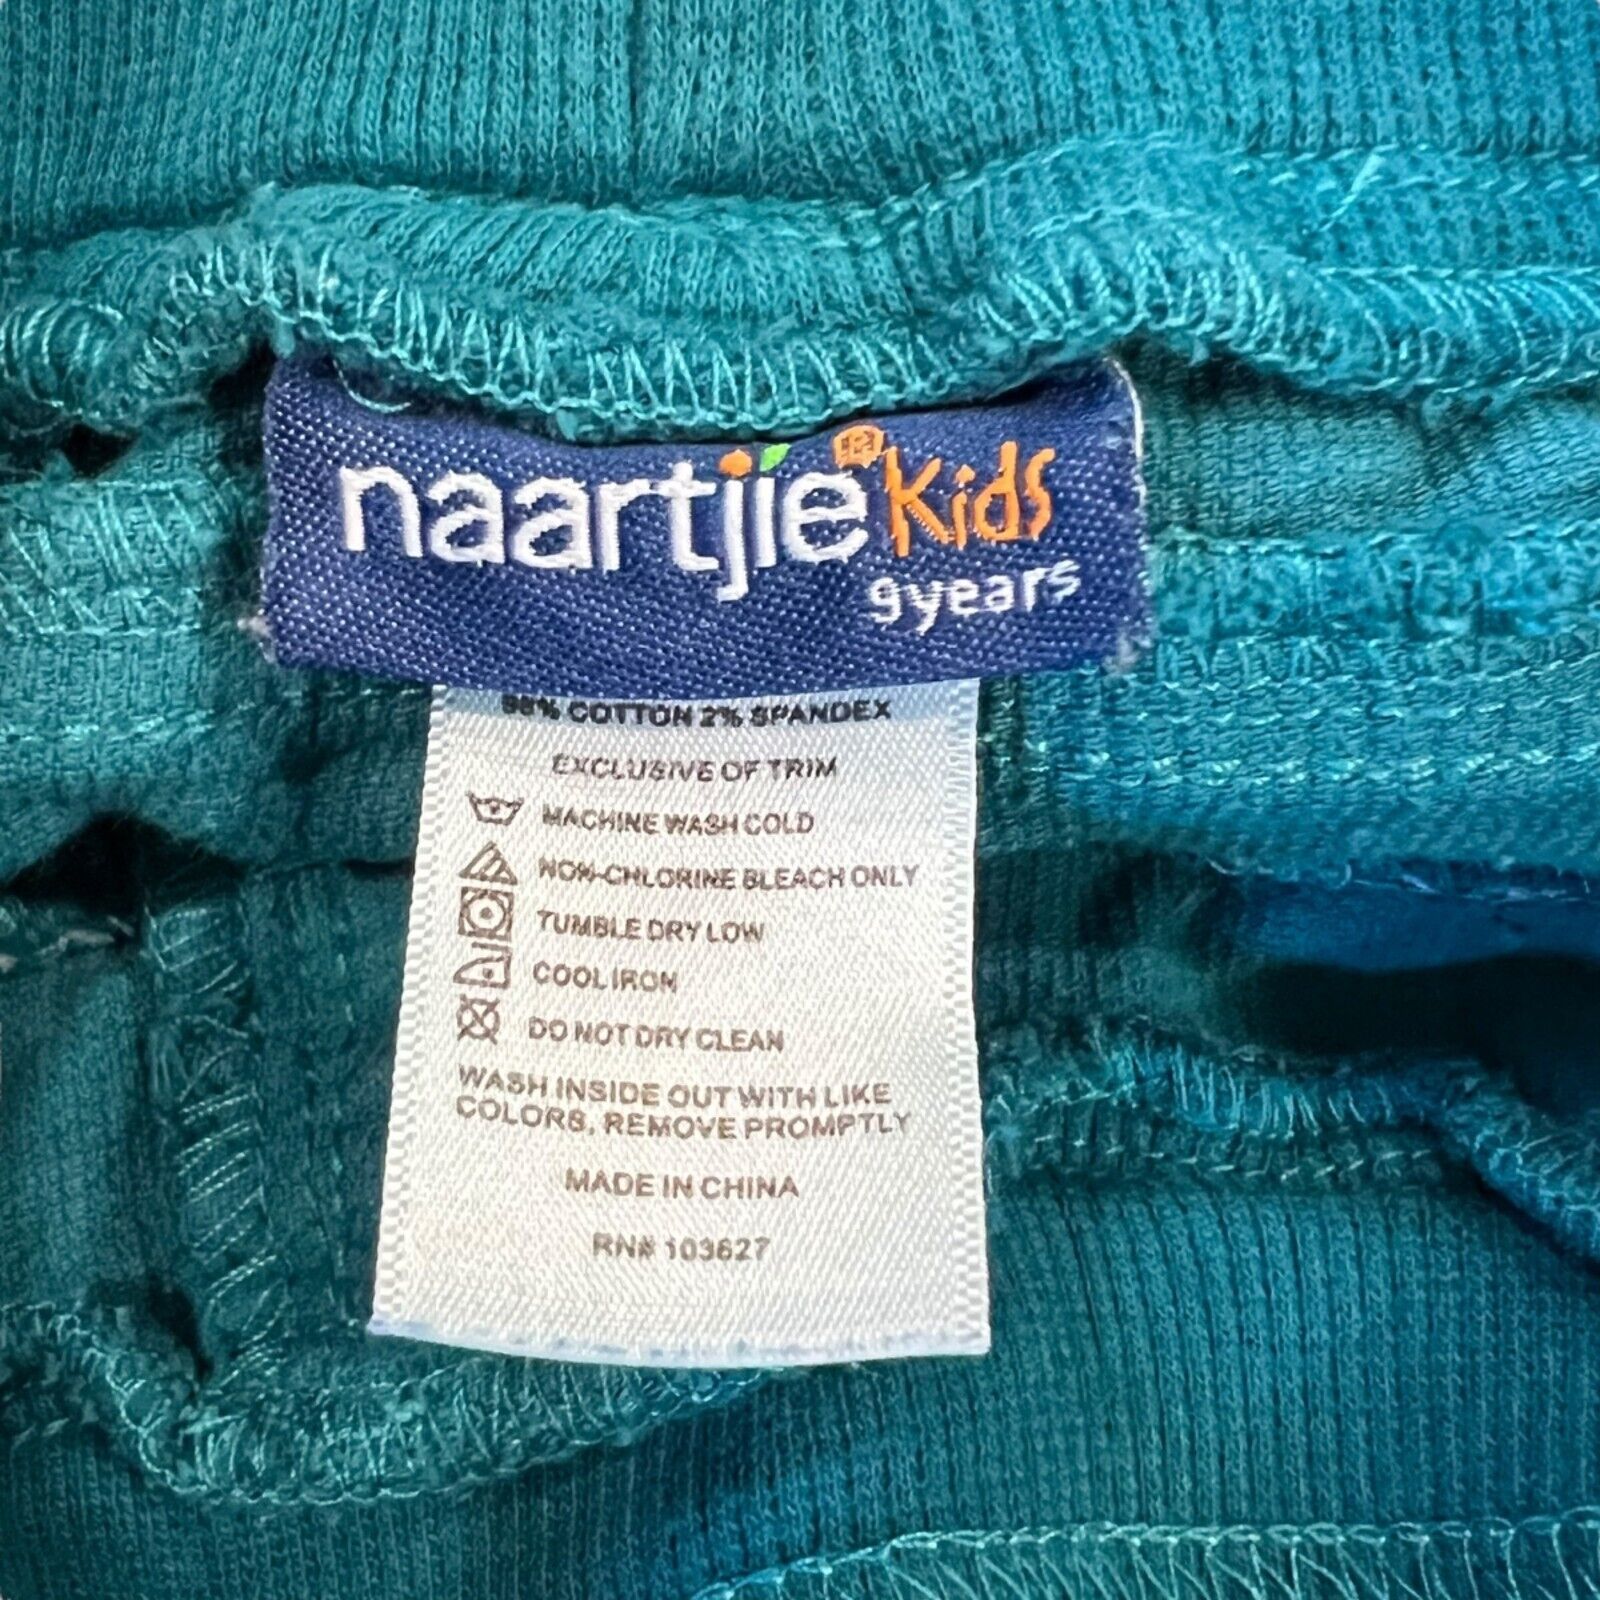 naartjie® Kids
9years
98% COTTON 2% SPANDEX
EXCLUSIVE OF TRIM
MACHINE WASH COLD
NON-CHLORINE BLEACH ONLY
TUMBLE DRY LOW
COOL IRON
DO NOT DRY CLEAN
WASH INSIDE OUT WITH LIKE
COLORS, REMOVE PROMPTLY
MADE IN CHINA
RN# 103627